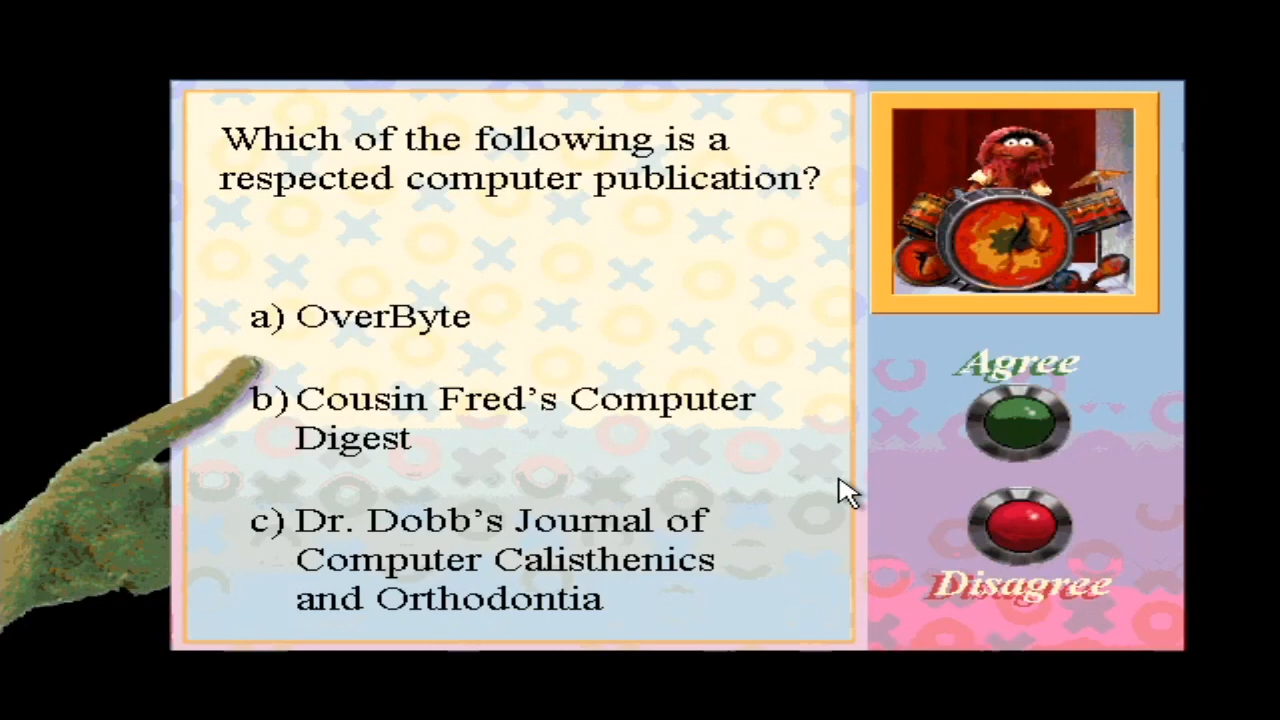 Which of the following is a
respected computer publication?
a) OverByte
b) Cousin Fred's Computer
Digest
c) Dr. Dobb's Journal of
Computer Calisthenics
and Orthodontia
Agree
Disagree